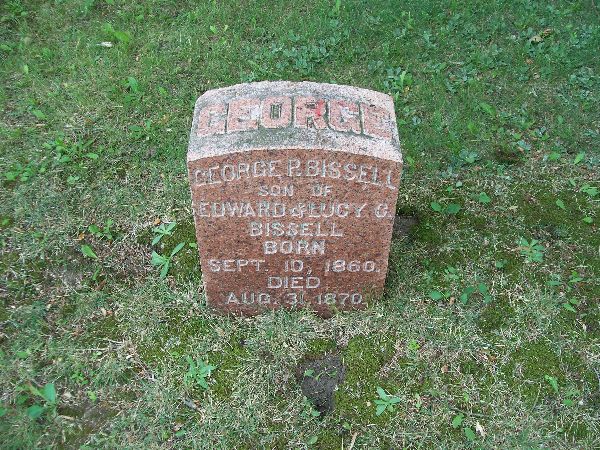 GEORGE
GEORGE P. BISSELL
SON OF
EDWARD & LUCY G.
BISSELL
BORN
SEPT. 10, 1860.
DIED
AUG. 31, 1870.